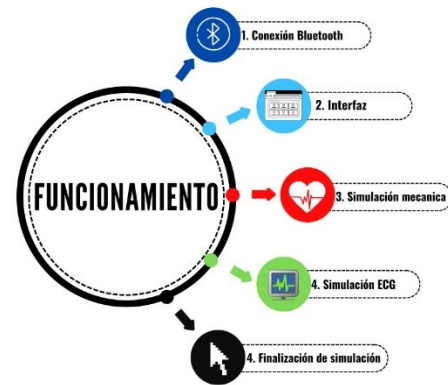 1. Conexión Bluetooth
2. Interfaz
FUNCIONAMIENTO
3. Simulación mecanica
4. Simulación ECG
4. Finalización de simulación